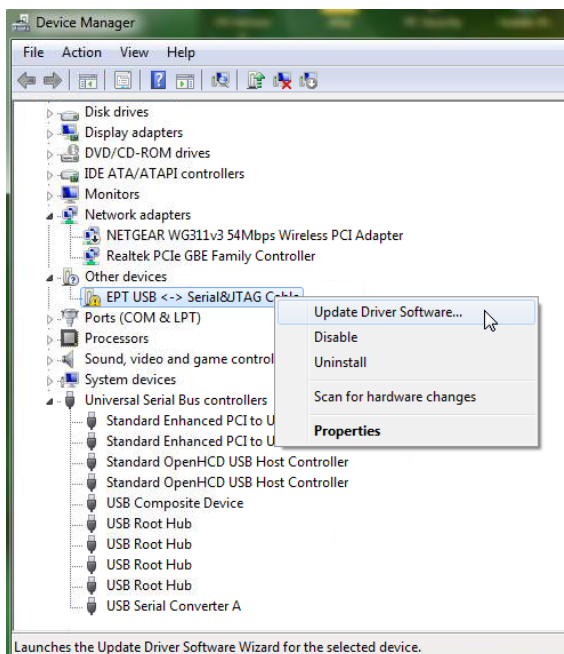 Device Manager
File Action View Help
Disk drives
Display adapters
DVD/CD-ROM drives
IDE ATA/ATAPI controllers
Monitors
Network adapters
NETGEAR WG311v3 54Mbps Wireless PCI Adapter
Realtek PCIe GBE Family Controller
Other devices
EPT USB <-> Serial&JTAG Cable
Update Driver Software...
Ports (COM & LPT)
Disable
Processors
Sound, video and game control
Uninstall
System devices
Universal Serial Bus controllers
Scan for hardware changes
Standard Enhanced PCI to U
Standard Enhanced PCI to U
Properties
Standard OpenHCD USB Host Controller
Standard OpenHCD USB Host Controller
USB Composite Device
USB Root Hub
USB Root Hub
USB Root Hub
USB Root Hub
USB Serial Converter A
Launches the Update Driver Software Wizard for the selected device.